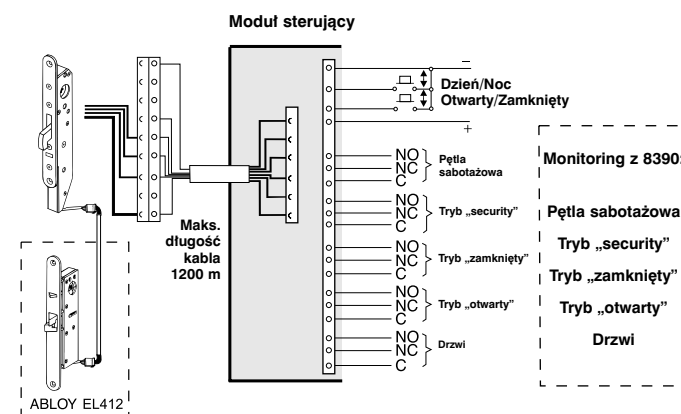 Moduł sterujący
–
Dzień/Noc
Otwarty/Zamknięty
+
NO
NC
C
Pętla
sabotażowa
NO
NC
C
Tryb „security”
NO
NC
C
Tryb „zamknięty”
NO
NC
C
Tryb „otwarty”
NO
NC
C
Drzwi
Maks.
długość
kabla
1200 m
ABLOY EL412
Monitoring z 8390:
Pętla sabotażowa
Tryb „security”
Tryb „zamknięty”
Tryb „otwarty”
Drzwi